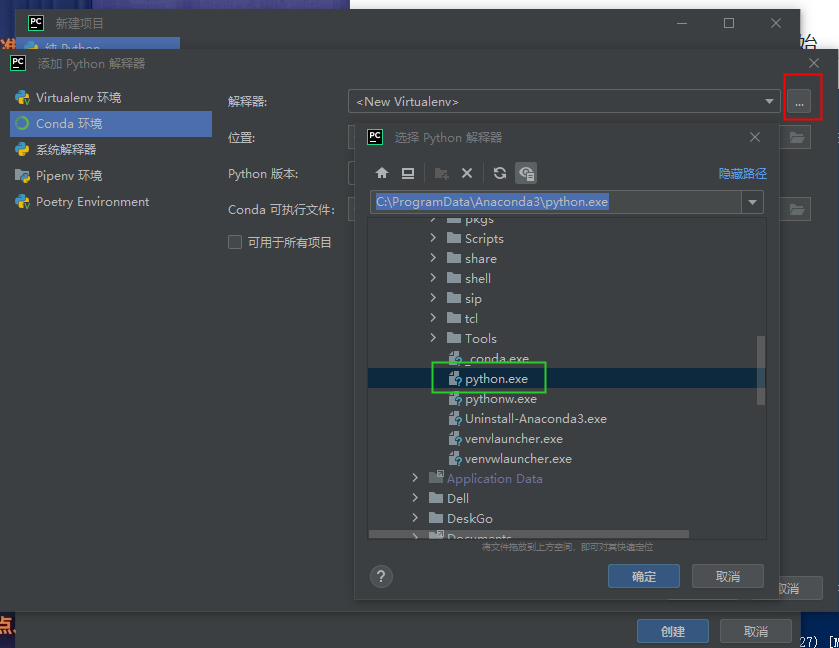 PC 新建项目
纯 Python
始
PC 添加 Python 解释器
Virtualenv 环境
Conda 环境
系统解释器
Pipenv 环境
Poetry Environment
解释器:
<New Virtualenv>
...
位置:
Python 版本:
Conda 可执行文件:
可用于所有项目
PC 选择 Python 解释器
隐藏路径
C:\ProgramData\Anaconda3\python.exe
pkgs
Scripts
share
shell
sip
tcl
Tools
_conda.exe
python.exe
pythonw.exe
Uninstall-Anaconda3.exe
venvlauncher.exe
venvwlauncher.exe
Application Data
Dell
DeskGo
Documents
将文件拖放到上方空间，即可对其快速定位
?
确定
取消
取消
点、
创建
取消
27) [M